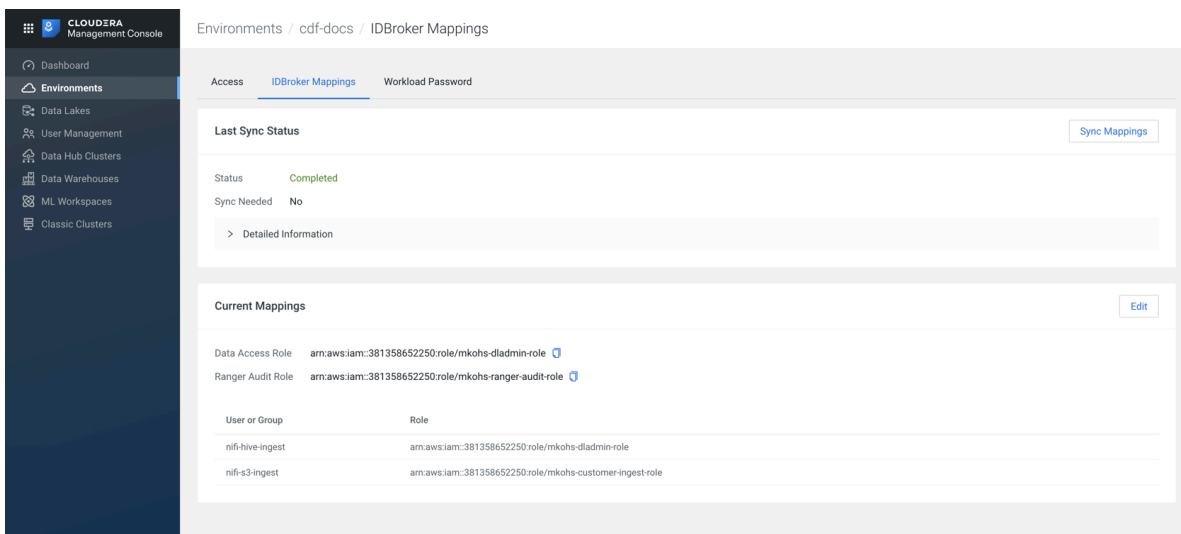 CLOUDERA
Management Console
Environments / cdf-docs / IDBroker Mappings
Dashboard
Environments
Data Lakes
User Management
Data Hub Clusters
Data Warehouses
ML Workspaces
Classic Clusters
Access IDBroker Mappings Workload Password
Last Sync Status Sync Mappings
Status Completed
Sync Needed No
> Detailed Information
Current Mappings Edit
Data Access Role arn:aws:iam::381358652250:role/mkohs-dladmin-role
Ranger Audit Role arn:aws:iam::381358652250:role/mkohs-ranger-audit-role
User or Group Role
nifi-hive-ingest arn:aws:iam::381358652250:role/mkohs-dladmin-role
nifi-s3-ingest arn:aws:iam::381358652250:role/mkohs-customer-ingest-role